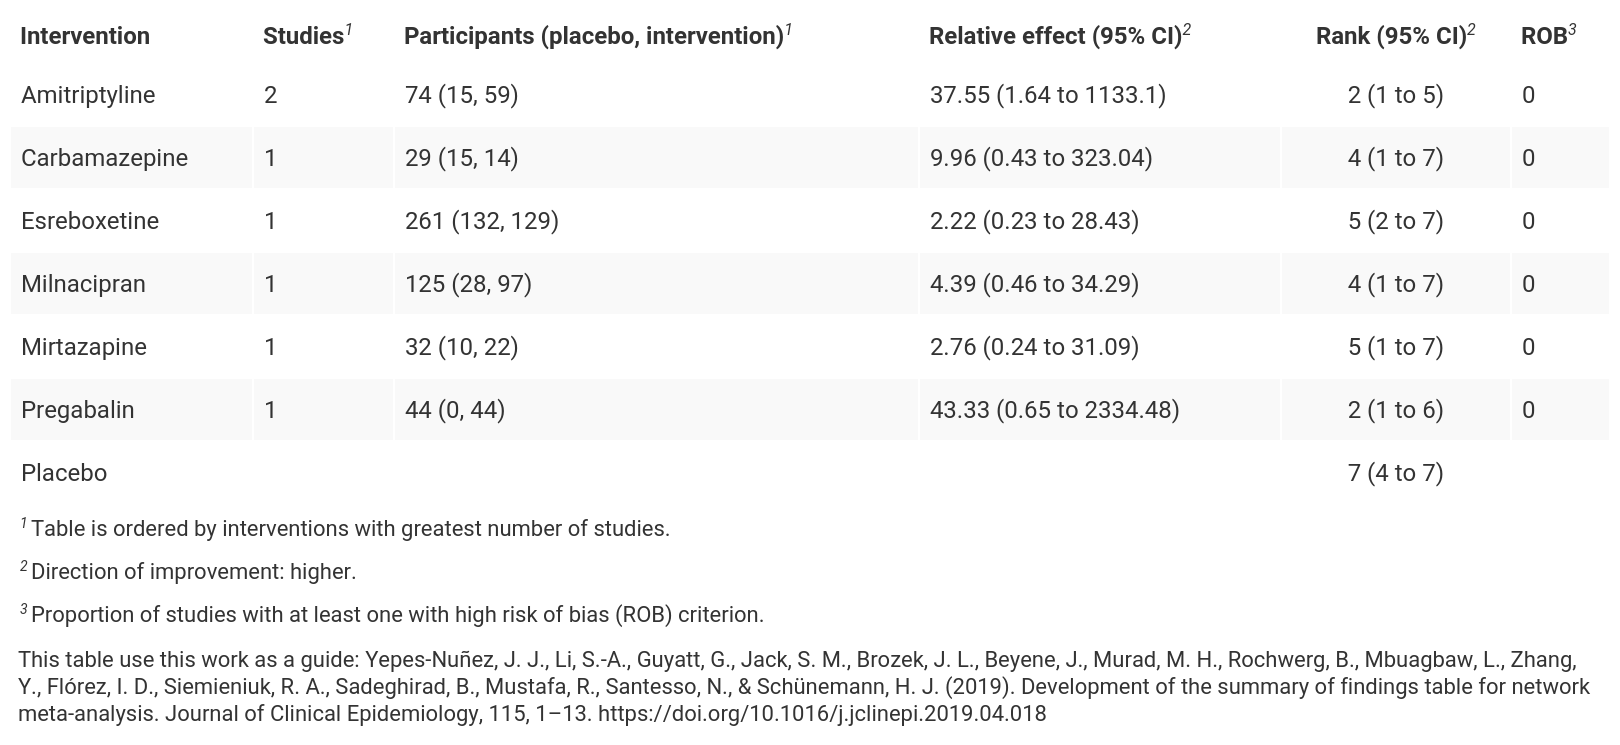 Intervention Studies1 Participants (placebo, intervention)1 Relative effect (95% CI)2 Rank (95% CI)2 ROB3
Amitriptyline 2 74 (15, 59) 37.55 (1.64 to 1133.1) 2 (1 to 5) 0
Carbamazepine 1 29 (15, 14) 9.96 (0.43 to 323.04) 4 (1 to 7) 0
Esreboxetine 1 261 (132, 129) 2.22 (0.23 to 28.43) 5 (2 to 7) 0
Milnacipran 1 125 (28, 97) 4.39 (0.46 to 34.29) 4 (1 to 7) 0
Mirtazapine 1 32 (10, 22) 2.76 (0.24 to 31.09) 5 (1 to 7) 0
Pregabalin 1 44 (0, 44) 43.33 (0.65 to 2334.48) 2 (1 to 6) 0
Placebo 7 (4 to 7)
1 Table is ordered by interventions with greatest number of studies.
2 Direction of improvement: higher.
3 Proportion of studies with at least one with high risk of bias (ROB) criterion.
This table use this work as a guide: Yepes-Nuñez, J. J., Li, S.-A., Guyatt, G., Jack, S. M., Brozek, J. L., Beyene, J., Murad, M. H., Rochwerg, B., Mbuagbaw, L., Zhang,
Y., Flórez, I. D., Siemieniuk, R. A., Sadeghirad, B., Mustafa, R., Santesso, N., & Schünemann, H. J. (2019). Development of the summary of findings table for network
meta-analysis. Journal of Clinical Epidemiology, 115, 1–13. https://doi.org/10.1016/j.jclinepi.2019.04.018